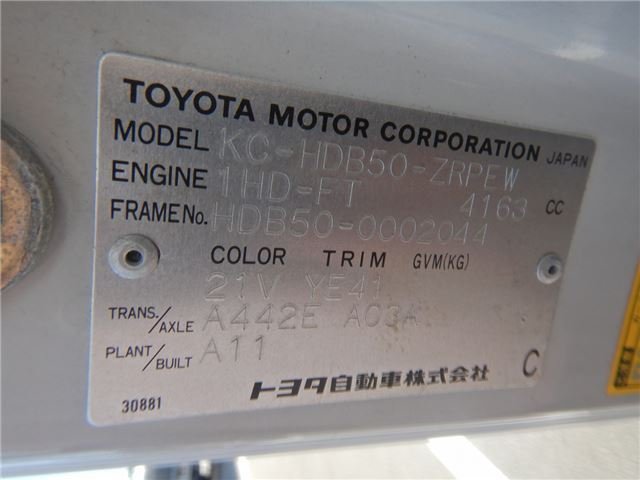 TOYOTA MOTOR CORPORATION JAPAN
MODEL KC-HDB50-ZRPEW
ENGINE 1HD-FT 4163 CC
FRAME No. HDB50-0002044
COLOR TRIM GVM(KG)
21V YE41
TRANS./AXLE A442E A03A
PLANT/BUILT A11
C
トヨタ自動車株式会社
30881